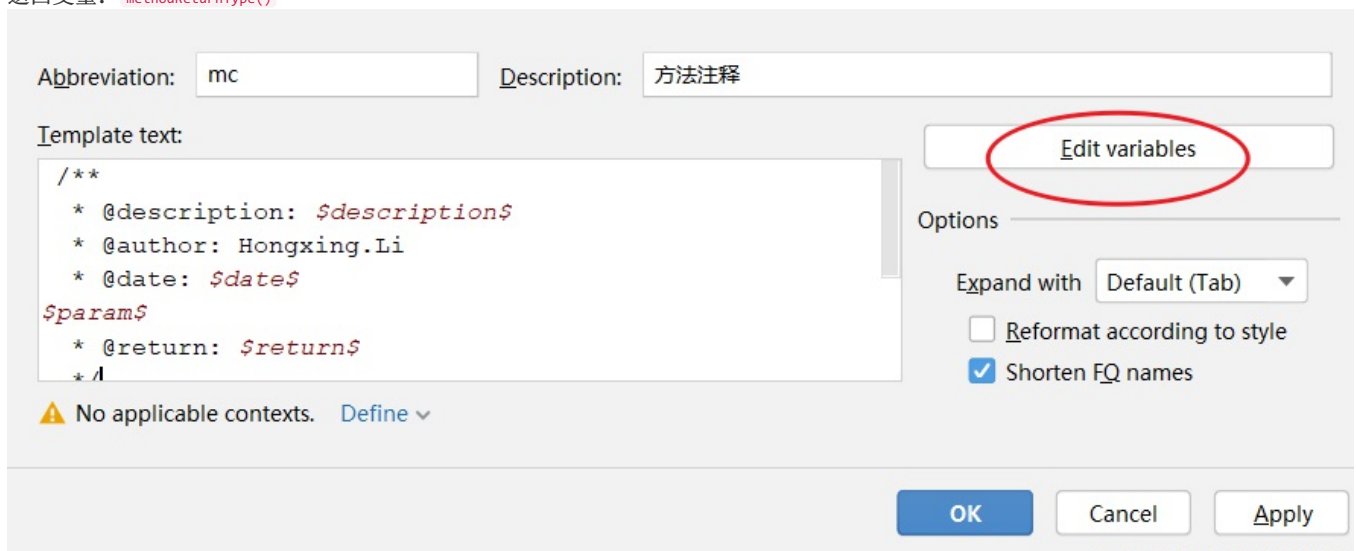 methodReturnType()
Abbreviation: mc Description: 方法注释
Template text:
Edit variables
/**
* @description: $description$
* @author: Hongxing.Li
* @date: $date$
$param$
* @return: $return$
*/
Options
Expand with Default (Tab)
Reformat according to style
Shorten FQ names
No applicable contexts. Define
OK Cancel Apply